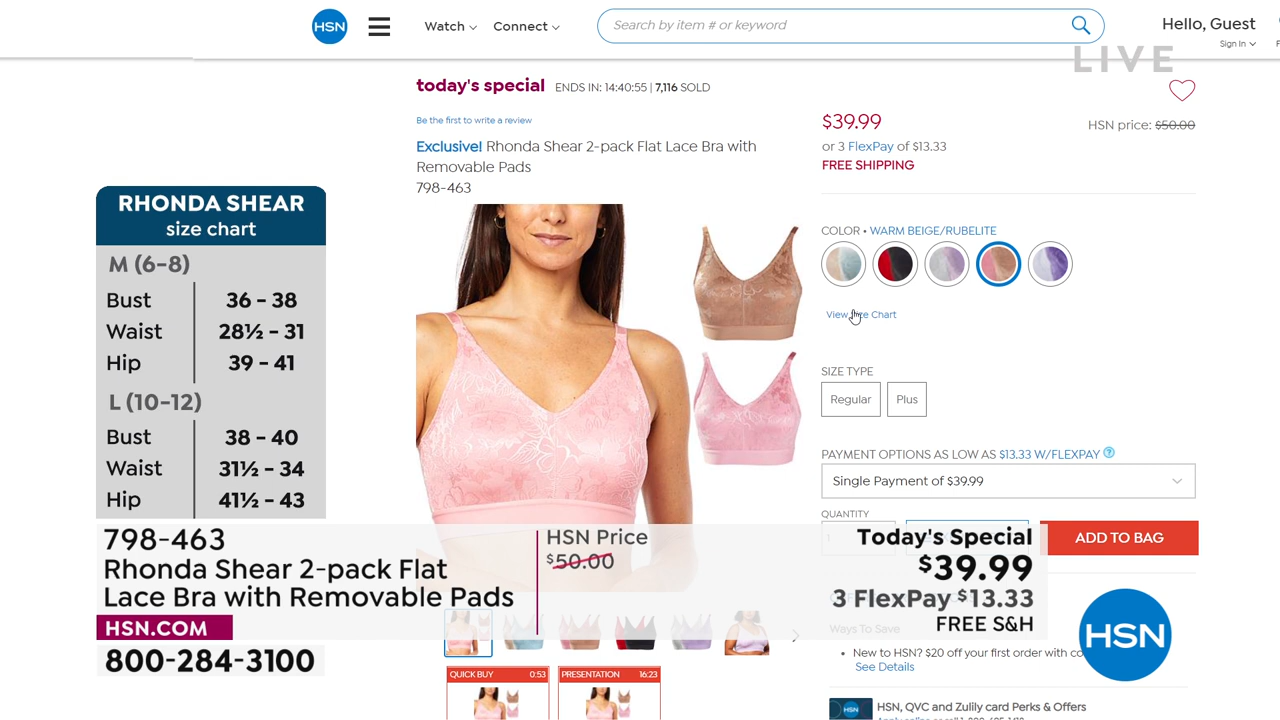 HSN
Watch
Connect
Search by item # or keyword
Hello, Guest
Sign In
LIVE
today's special ENDS IN: 14:40:55 | 7,116 SOLD
Be the first to write a review
Exclusive! Rhonda Shear 2-pack Flat Lace Bra with
Removable Pads
798-463
$39.99
HSN price: $50.00
or 3 FlexPay of $13.33
FREE SHIPPING
COLOR • WARM BEIGE/RUBELITE
View Size Chart
SIZE TYPE
Regular
Plus
PAYMENT OPTIONS AS LOW AS $13.33 W/FLEXPAY ?
Single Payment of $39.99
QUANTITY
1
ADD TO BAG
RHONDA SHEAR
size chart
M (6-8)
Bust 36 - 38
Waist 28½ - 31
Hip 39 - 41
L (10-12)
Bust 38 - 40
Waist 31½ - 34
Hip 41½ - 43
798-463
Rhonda Shear 2-pack Flat
Lace Bra with Removable Pads
HSN.COM
800-284-3100
HSN Price
$50.00
Today's Special
$39.99
3 FlexPay $13.33
FREE S&H
HSN
Ways To Save
• New to HSN? $20 off your first order with
See Details
QUICK BUY 0:53
PRESENTATION 16:23
HSN
HSN, QVC and Zulily card Perks & Offers